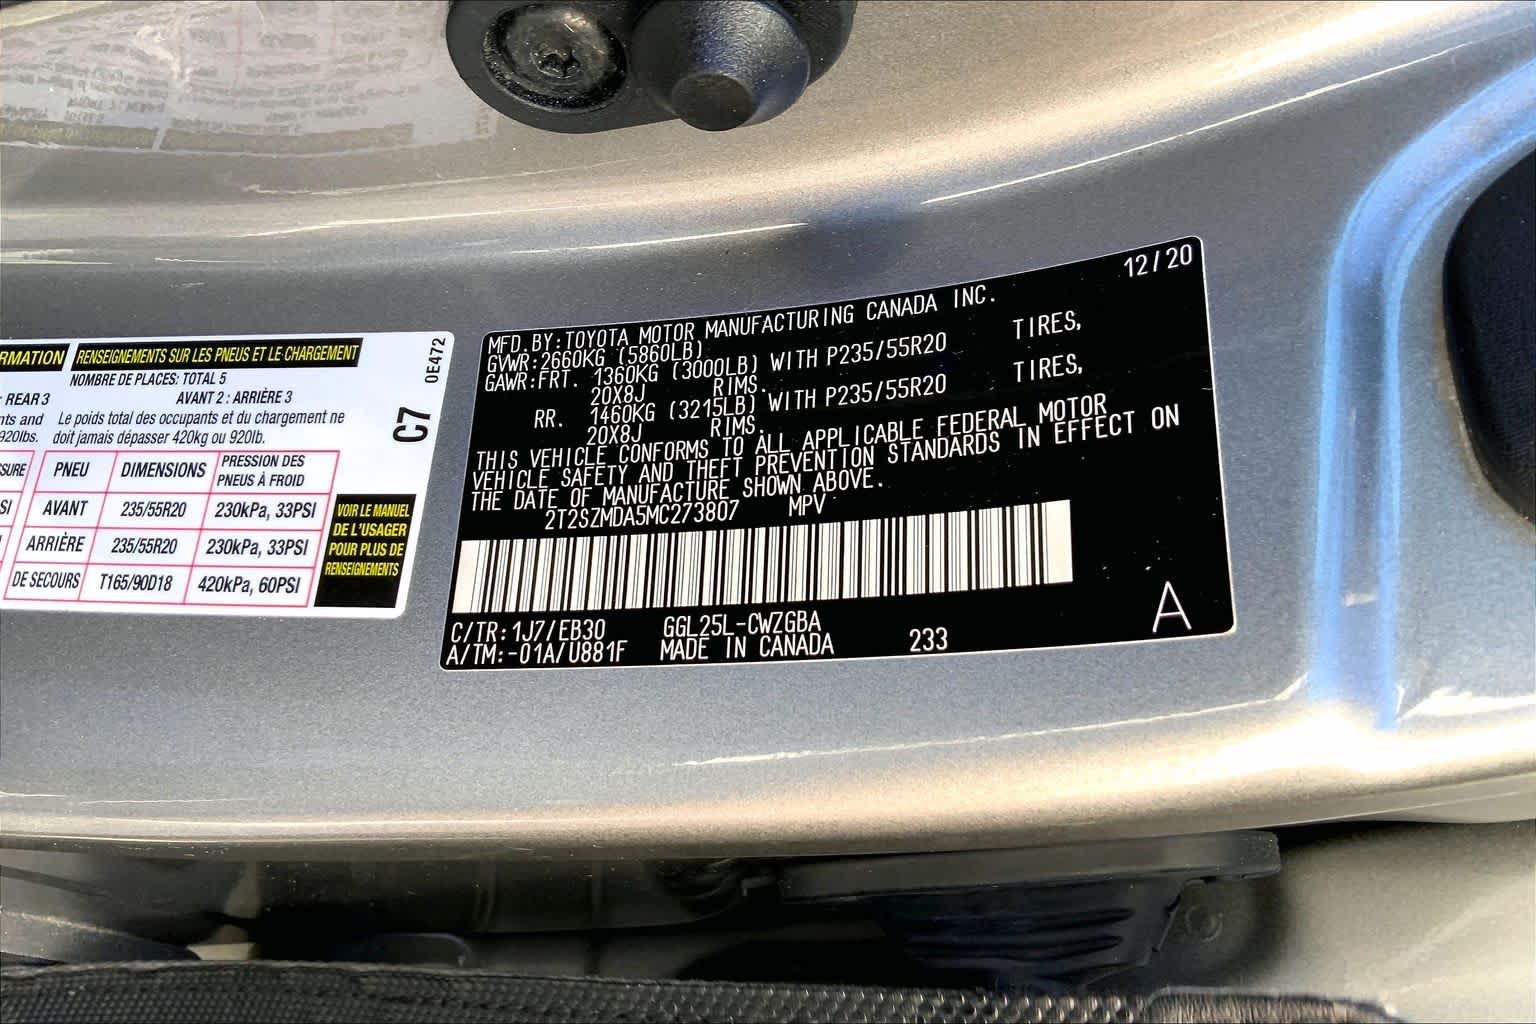 RMATION RENSEIGNEMENTS SUR LES PNEUS ET LE CHARGEMENT
0E472
NOMBRE DE PLACES: TOTAL 5
: REAR 3 AVANT 2 : ARRIÈRE 3
nts and Le poids total des occupants et du chargement ne
920lbs. doit jamais dépasser 420kg ou 920lb.
C7
SURE PNEU DIMENSIONS PRESSION DES PNEUS À FROID
SI AVANT 235/55R20 230kPa, 33PSI
ARRIÈRE 235/55R20 230kPa, 33PSI
DE SECOURS T165/90D18 420kPa, 60PSI
VOIR LE MANUEL
DE L'USAGER
POUR PLUS DE
RENSEIGNEMENTS
12/20
MFD.BY:TOYOTA MOTOR MANUFACTURING CANADA INC.
GVWR:2660KG (5860LB)
GAWR:FRT. 1360KG (3000LB) WITH P235/55R20 TIRES,
20X8J RIMS.
RR. 1460KG (3215LB) WITH P235/55R20 TIRES,
20X8J RIMS.
THIS VEHICLE CONFORMS TO ALL APPLICABLE FEDERAL MOTOR
VEHICLE SAFETY AND THEFT PREVENTION STANDARDS IN EFFECT ON
THE DATE OF MANUFACTURE SHOWN ABOVE.
2T2SZMDA5MC273807 MPV
C/TR:1J7/EB30 GGL25L-CWZGBA
A/TM:-01A/U881F MADE IN CANADA 233
A